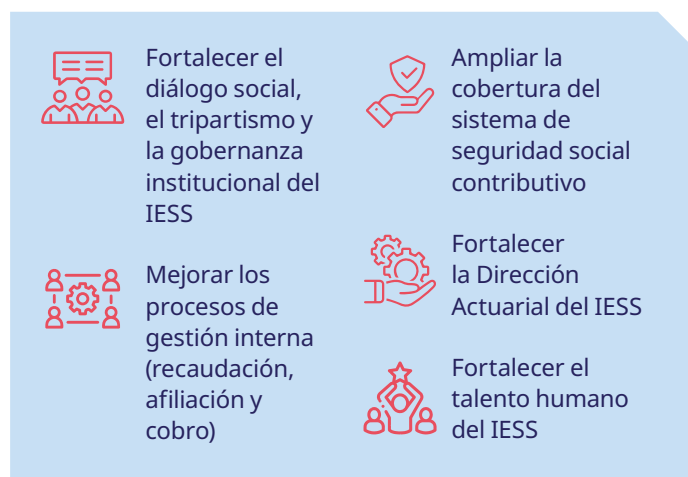 Fortalecer el
diálogo social,
el tripartismo y
la gobernanza
institucional del
IESS
Mejorar los
procesos de
gestión interna
(recaudación,
afiliación y
cobro)
Ampliar la
cobertura del
sistema de
seguridad social
contributivo
Fortalecer
la Dirección
Actuarial del IESS
Fortalecer el
talento humano
del IESS